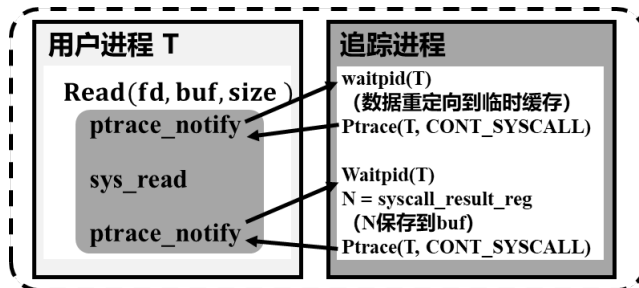 用户进程 T
Read(fd, buf, size )
ptrace_notify
sys_read
ptrace_notify
追踪进程
waitpid(T)
（数据重定向到临时缓存）
Ptrace(T, CONT_SYSCALL)
Waitpid(T)
N = syscall_result_reg
（N保存到buf）
Ptrace(T, CONT_SYSCALL)